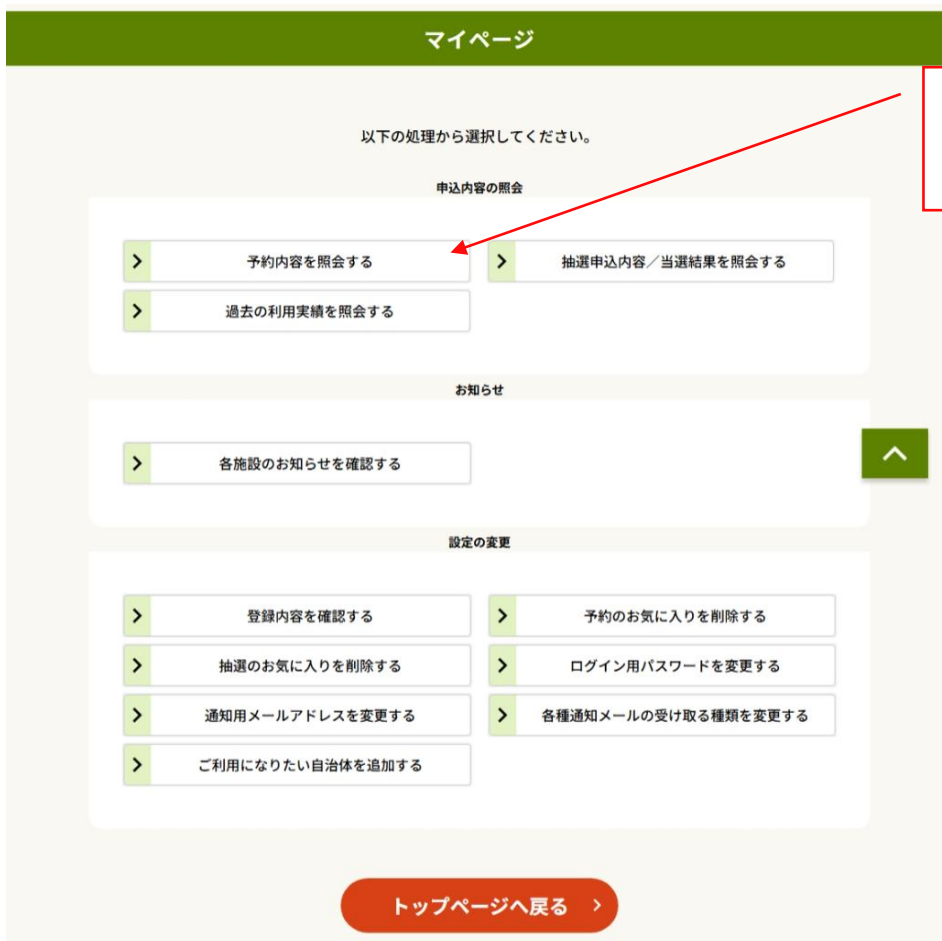 マイページ
以下の処理から選択してください。
申込内容の照会
予約内容を照会する
抽選申込内容／当選結果を照会する
過去の利用実績を照会する
お知らせ
各施設のお知らせを確認する
設定の変更
登録内容を確認する
予約のお気に入りを削除する
抽選のお気に入りを削除する
ログイン用パスワードを変更する
通知用メールアドレスを変更する
各種通知メールの受け取る種類を変更する
ご利用になりたい自治体を追加する
トップページへ戻る